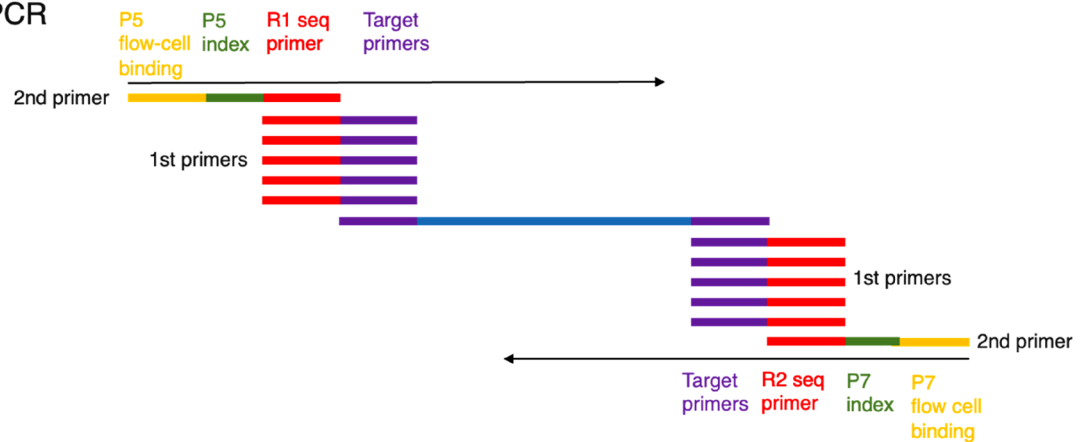 PCR
P5
flow-cell
binding
P5
index
R1 seq
primer
Target
primers
2nd primer
1st primers
1st primers
2nd primer
Target
primers
R2 seq
primer
P7
index
P7
flow cell
binding